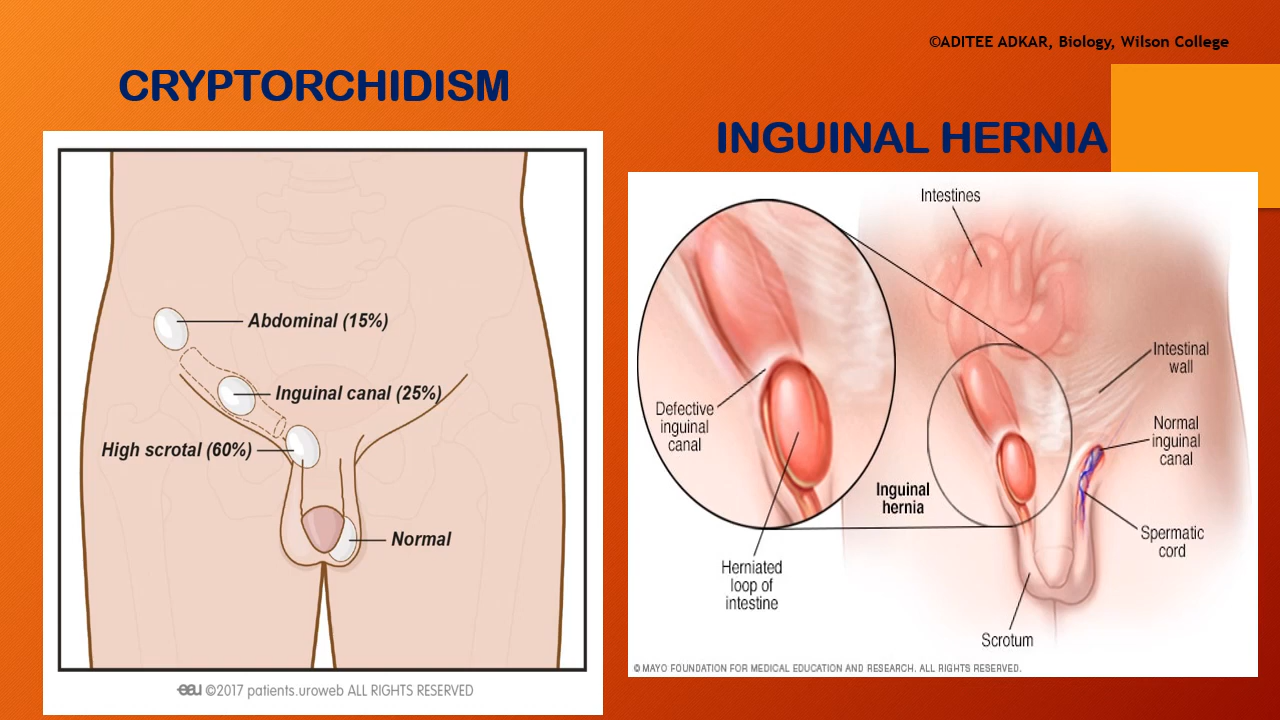 ©ADITEE ADKAR, Biology, Wilson College
CRYPTORCHIDISM
Abdominal (15%)
Inguinal canal (25%)
High scrotal (60%)
Normal
eau ©2017 patients.uroweb ALL RIGHTS RESERVED
INGUINAL HERNIA
Intestines
Intestinal
wall
Defective
inguinal
canal
Normal
inguinal
canal
Inguinal
hernia
Spermatic
cord
Herniated
loop of
intestine
Scrotum
© MAYO FOUNDATION FOR MEDICAL EDUCATION AND RESEARCH. ALL RIGHTS RESERVED.